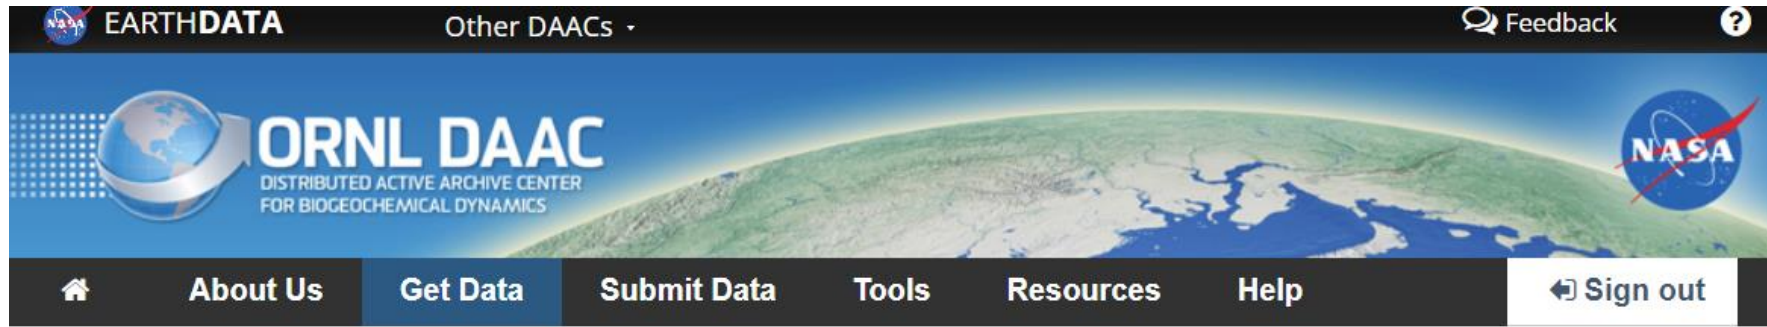 NASA EARTHDATA Other DAACs Feedback ?
ORNL DAAC
DISTRIBUTED ACTIVE ARCHIVE CENTER
FOR BIOGEOCHEMICAL DYNAMICS
NASA
About Us Get Data Submit Data Tools Resources Help Sign out